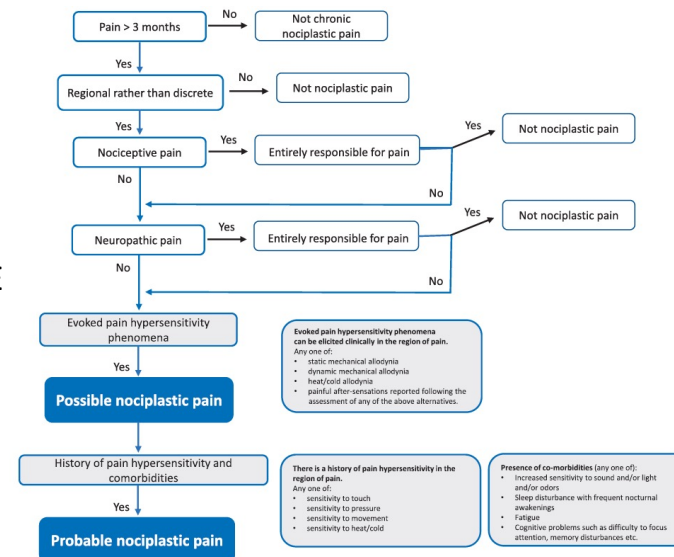 Pain > 3 months
No
Not chronic
nociplastic pain
Yes
Regional rather than discrete
No
Not nociplastic pain
Yes
Nociceptive pain
Yes
Entirely responsible for pain
Yes
Not nociplastic pain
No
No
Neuropathic pain
Yes
Entirely responsible for pain
Yes
Not nociplastic pain
No
No
Evoked pain hypersensitivity
phenomena
Evoked pain hypersensitivity phenomena
can be elicited clinically in the region of pain.
Any one of:
• static mechanical allodynia
• dynamic mechanical allodynia
• heat/cold allodynia
• painful after-sensations reported following the
assessment of any of the above alternatives.
Yes
Possible nociplastic pain
History of pain hypersensitivity and
comorbidities
There is a history of pain hypersensitivity in the
region of pain.
Any one of:
• sensitivity to touch
• sensitivity to pressure
• sensitivity to movement
• sensitivity to heat/cold
Presence of co-morbidities (any one of):
• Increased sensitivity to sound and/or light
and/or odors
• Sleep disturbance with frequent nocturnal
awakenings
• Fatigue
• Cognitive problems such as difficulty to focus
attention, memory disturbances etc.
Yes
Probable nociplastic pain